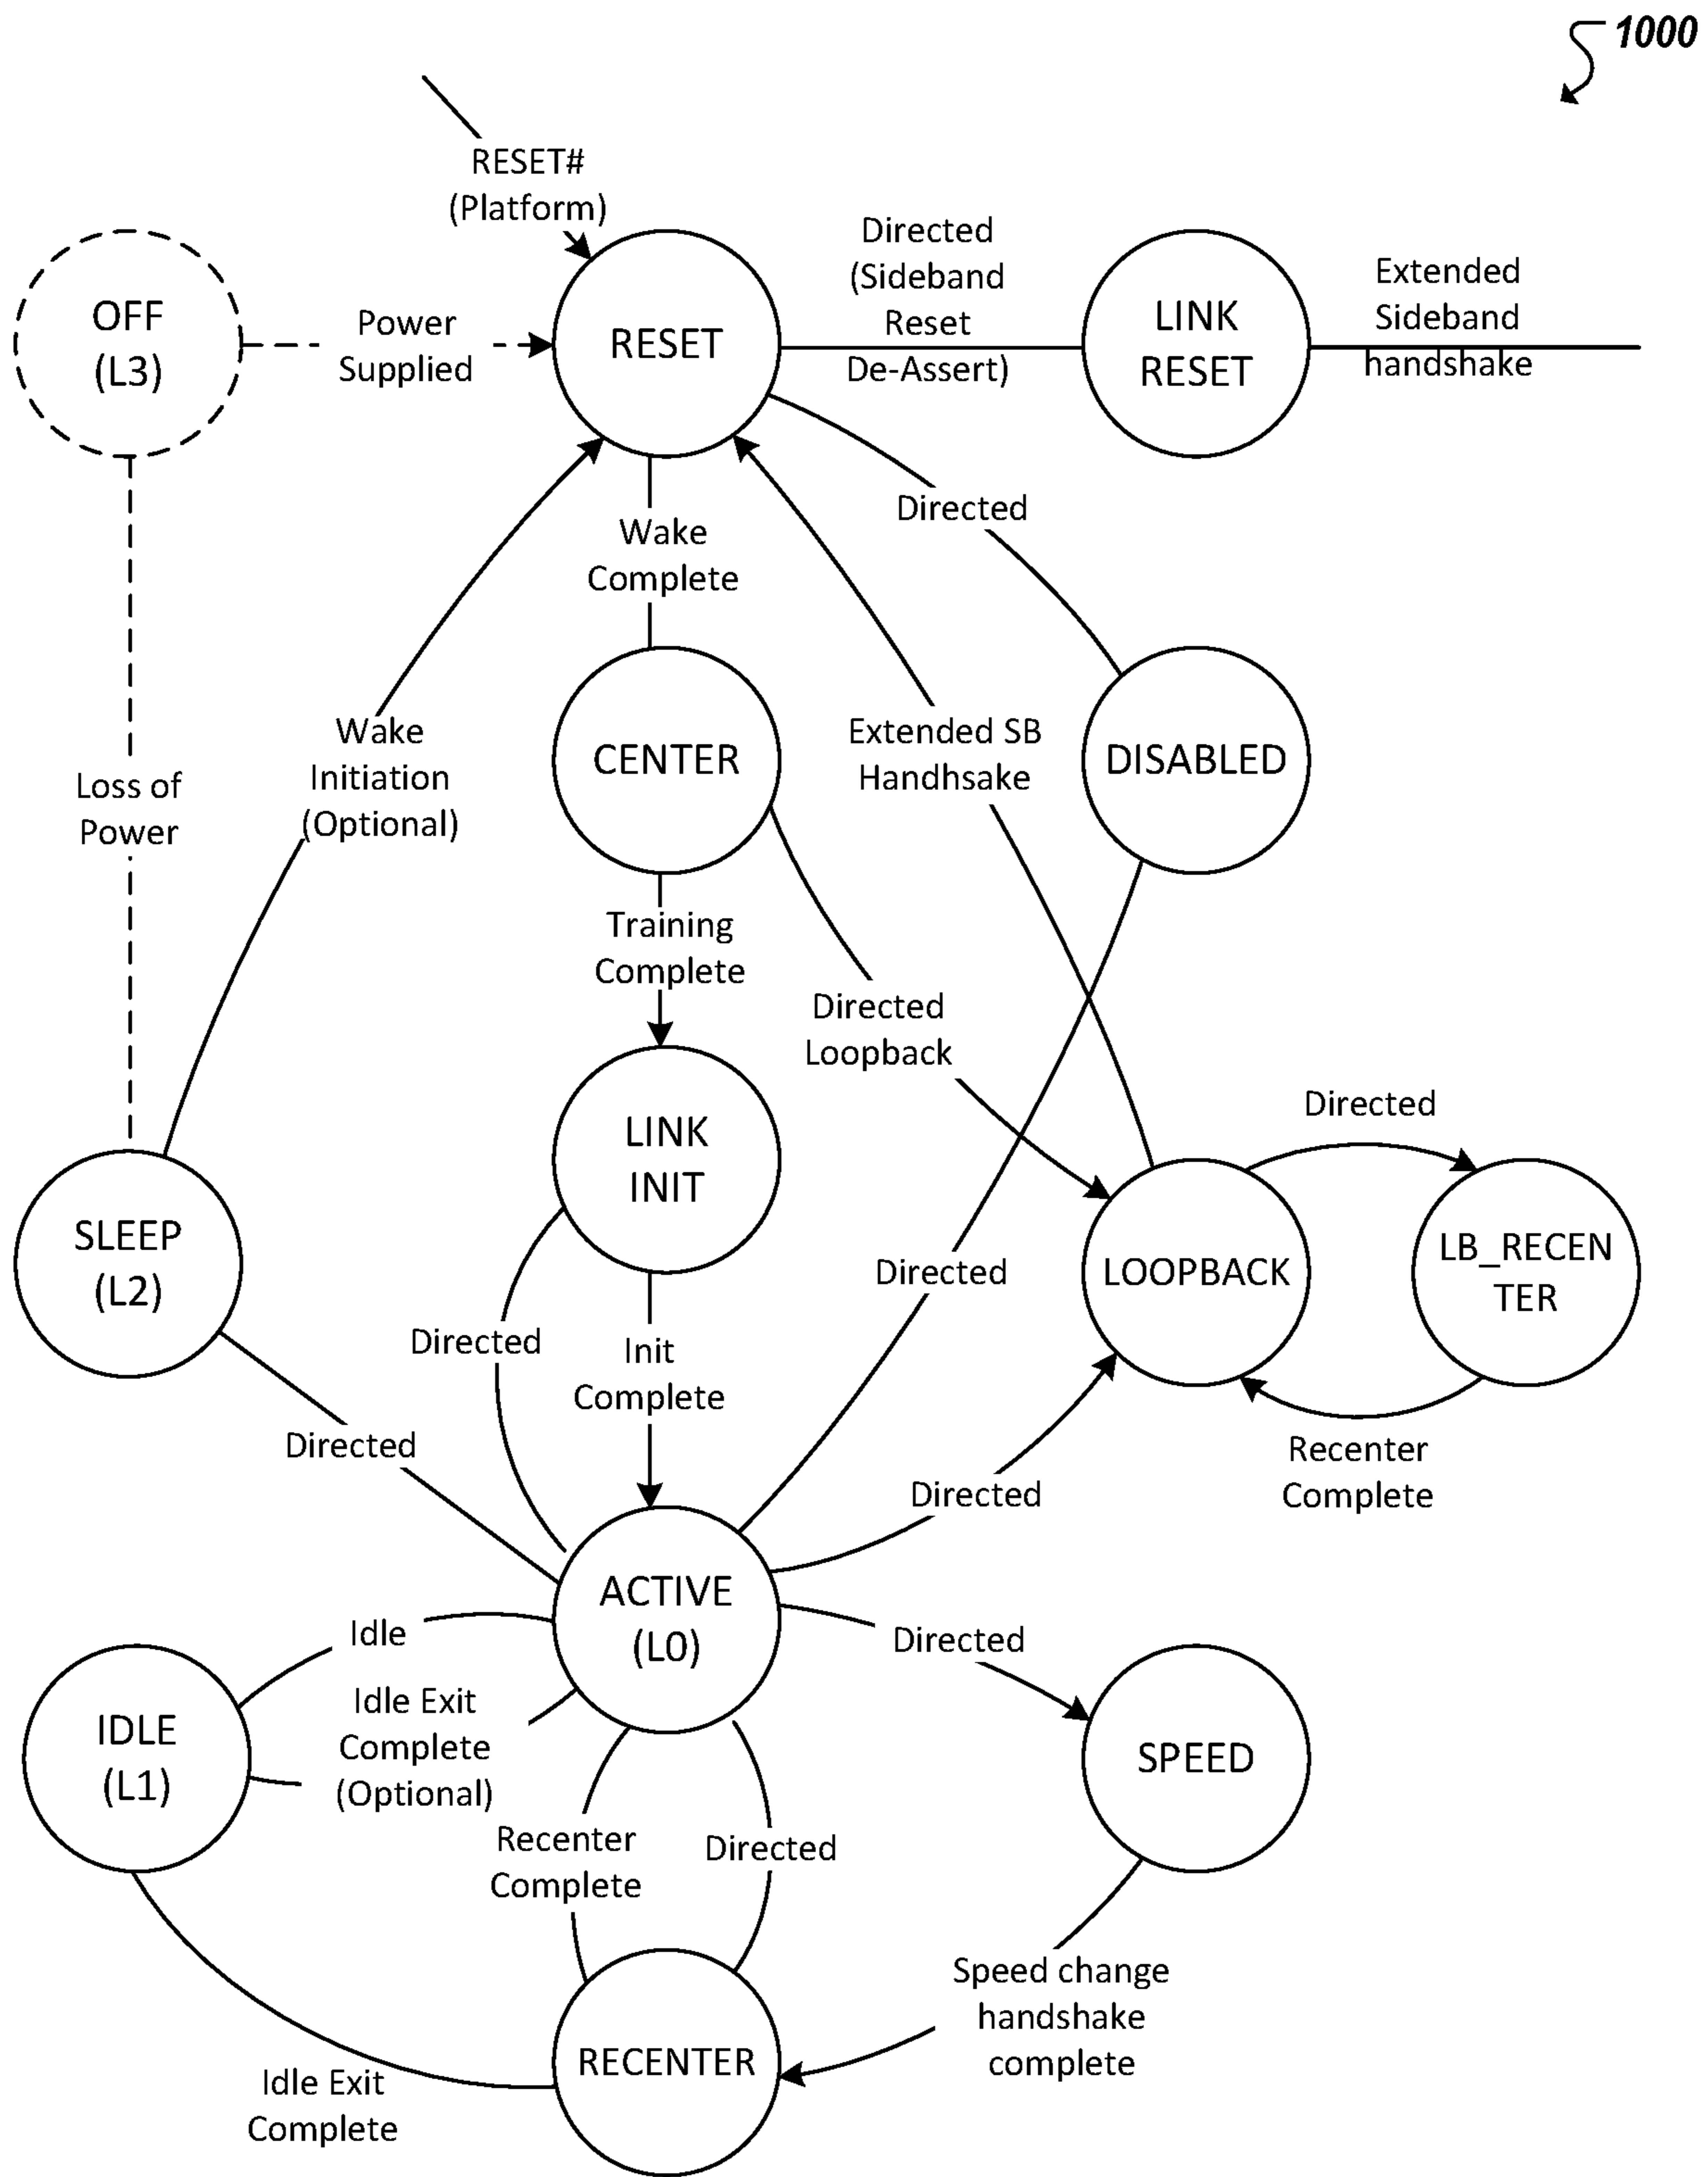 1000
RESET#
(Platform)
Directed
(Sideband
Reset
De-Assert)
Extended
Sideband
handshake
OFF
(L3)
Power
Supplied
RESET
LINK
RESET
Directed
Wake
Complete
Wake
Initiation
(Optional)
CENTER
Extended SB
Handhsake
DISABLED
Loss of
Power
Training
Complete
Directed
Loopback
Directed
LINK
INIT
SLEEP
(L2)
Directed
LOOPBACK
LB_RECEN
TER
Directed
Init
Complete
Directed
Recenter
Complete
Directed
ACTIVE
(L0)
Idle
Directed
Idle Exit
Complete
(Optional)
IDLE
(L1)
SPEED
Recenter
Complete
Directed
Speed change
handshake
complete
RECENTER
Idle Exit
Complete